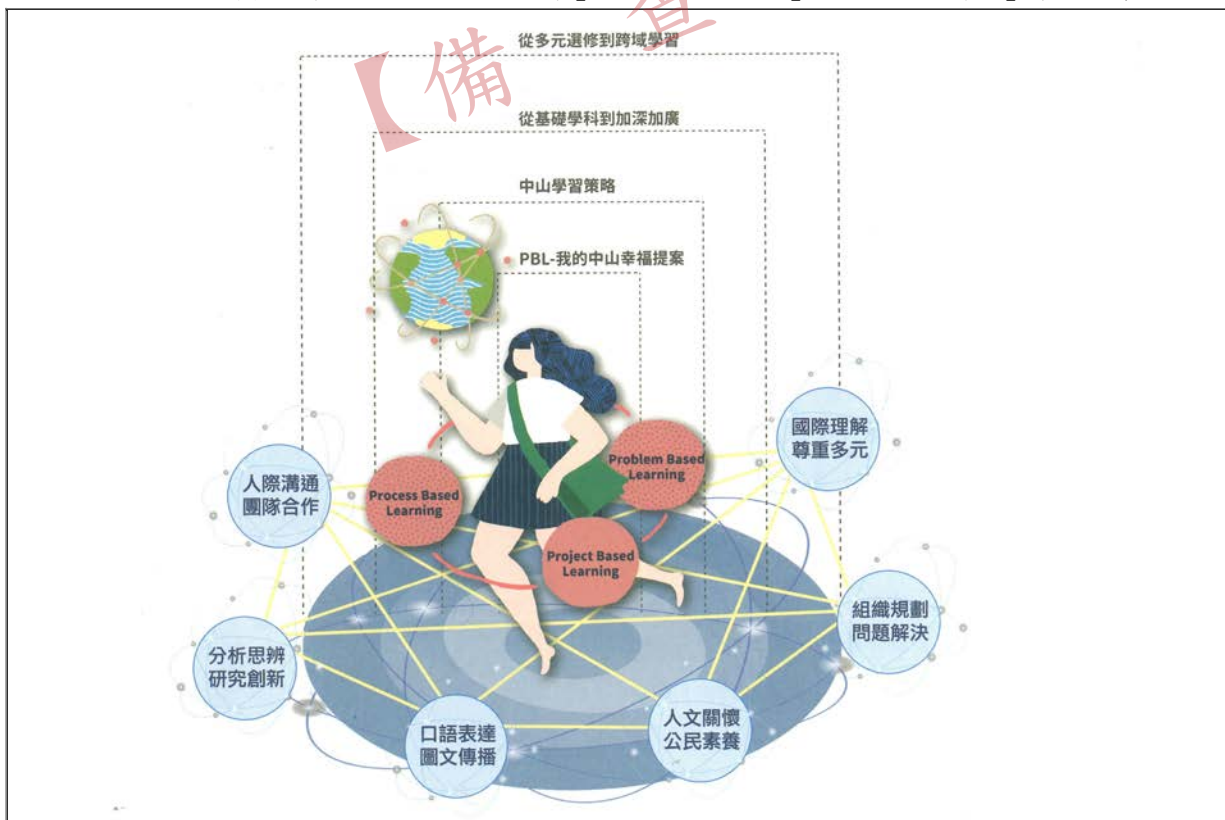 從多元選修到跨域學習
【備查
從基礎學科到加深加廣
中山學習策略
PBL-我的中山幸福提案
國際理解
尊重多元
Problem Based
Learning
人際溝通
團隊合作
Process Based
Learning
Project Based
Learning
組織規劃
問題解決
分析思辨
研究創新
人文關懷
公民素養
口語表達
圖文傳播